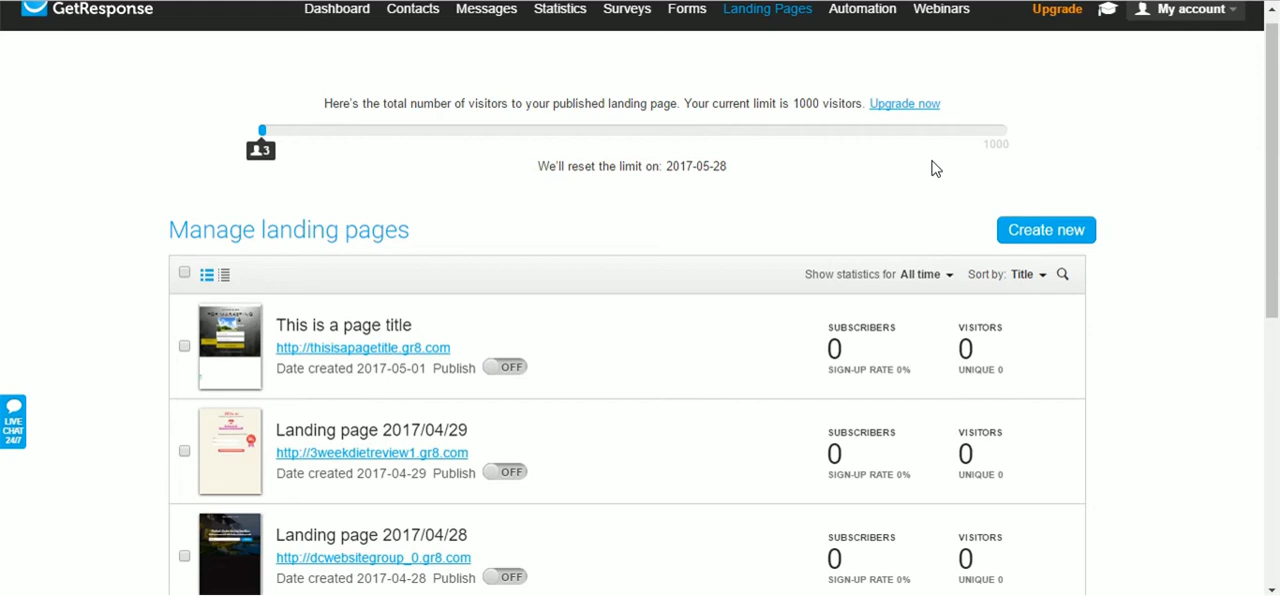 GetResponse
Dashboard Contacts Messages Statistics Surveys Forms Landing Pages Automation Webinars Upgrade My account
Here's the total number of visitors to your published landing page. Your current limit is 1000 visitors. Upgrade now
3
1000
We'll reset the limit on: 2017-05-28
Manage landing pages
Create new
Show statistics for All time Sort by: Title
This is a page title
http://thisisapagetitle.gr8.com
Date created 2017-05-01 Publish OFF
SUBSCRIBERS VISITORS
0 0
SIGN-UP RATE 0% UNIQUE 0
Landing page 2017/04/29
http://3weekdietreview1.gr8.com
Date created 2017-04-29 Publish OFF
SUBSCRIBERS VISITORS
0 0
SIGN-UP RATE 0% UNIQUE 0
Landing page 2017/04/28
http://dcwebsitegroup_0.gr8.com
Date created 2017-04-28 Publish OFF
SUBSCRIBERS VISITORS
0 0
SIGN-UP RATE 0% UNIQUE 0
LIVE
CHAT
24/7